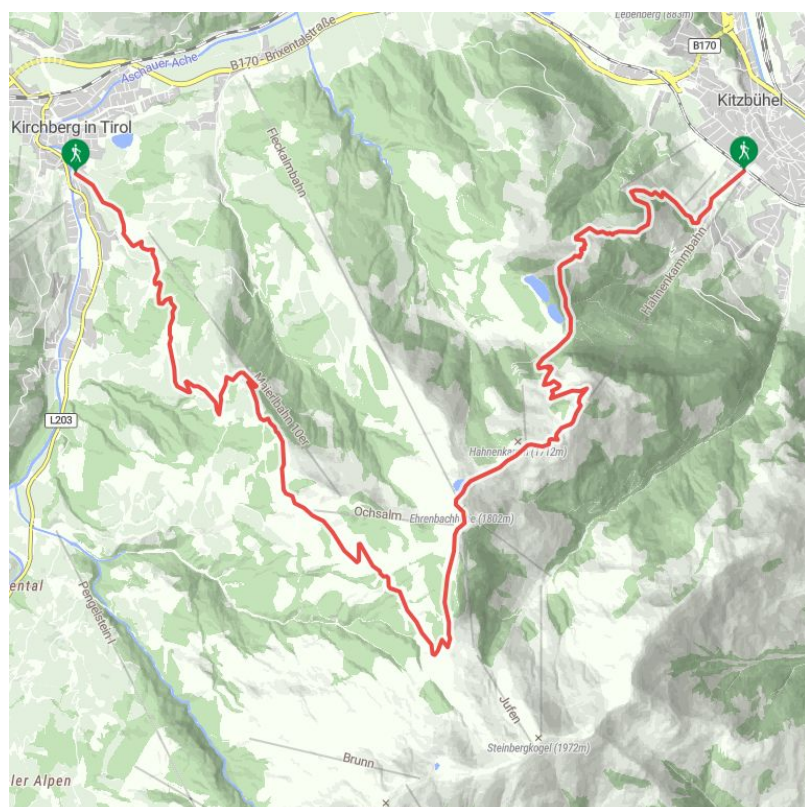 Lebenberg (883m)
B170
B170 - Brixentalstraße
Aschauer Ache
Kitzbühel
Kirchberg in Tirol
Fleckalmbahn
Hahnenkammbahn
Maierlbahn 10er
L203
(1712m)
Ochsalm
(1802m)
ental
Pengelstein I
Jufen
Steinbergkogel (1972m)
Brunn
ler Alpen